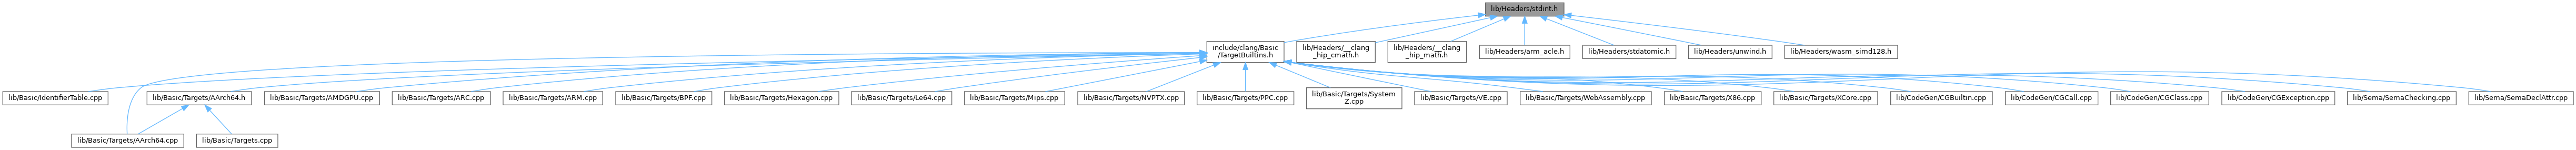 lib/Headers/stdint.h
include/clang/Basic
/TargetBuiltins.h
lib/Headers/__clang
_hip_cmath.h
lib/Headers/__clang
_hip_math.h
lib/Headers/arm_acle.h
lib/Headers/stdatomic.h
lib/Headers/unwind.h
lib/Headers/wasm_simd128.h
lib/Basic/IdentifierTable.cpp
lib/Basic/Targets/AArch64.h
lib/Basic/Targets/AMDGPU.cpp
lib/Basic/Targets/ARC.cpp
lib/Basic/Targets/ARM.cpp
lib/Basic/Targets/BPF.cpp
lib/Basic/Targets/Hexagon.cpp
lib/Basic/Targets/Le64.cpp
lib/Basic/Targets/Mips.cpp
lib/Basic/Targets/NVPTX.cpp
lib/Basic/Targets/PPC.cpp
lib/Basic/Targets/System
Z.cpp
lib/Basic/Targets/VE.cpp
lib/Basic/Targets/WebAssembly.cpp
lib/Basic/Targets/X86.cpp
lib/Basic/Targets/XCore.cpp
lib/CodeGen/CGBuiltin.cpp
lib/CodeGen/CGCall.cpp
lib/CodeGen/CGClass.cpp
lib/CodeGen/CGException.cpp
lib/Sema/SemaChecking.cpp
lib/Sema/SemaDeclAttr.cpp
lib/Basic/Targets/AArch64.cpp
lib/Basic/Targets.cpp